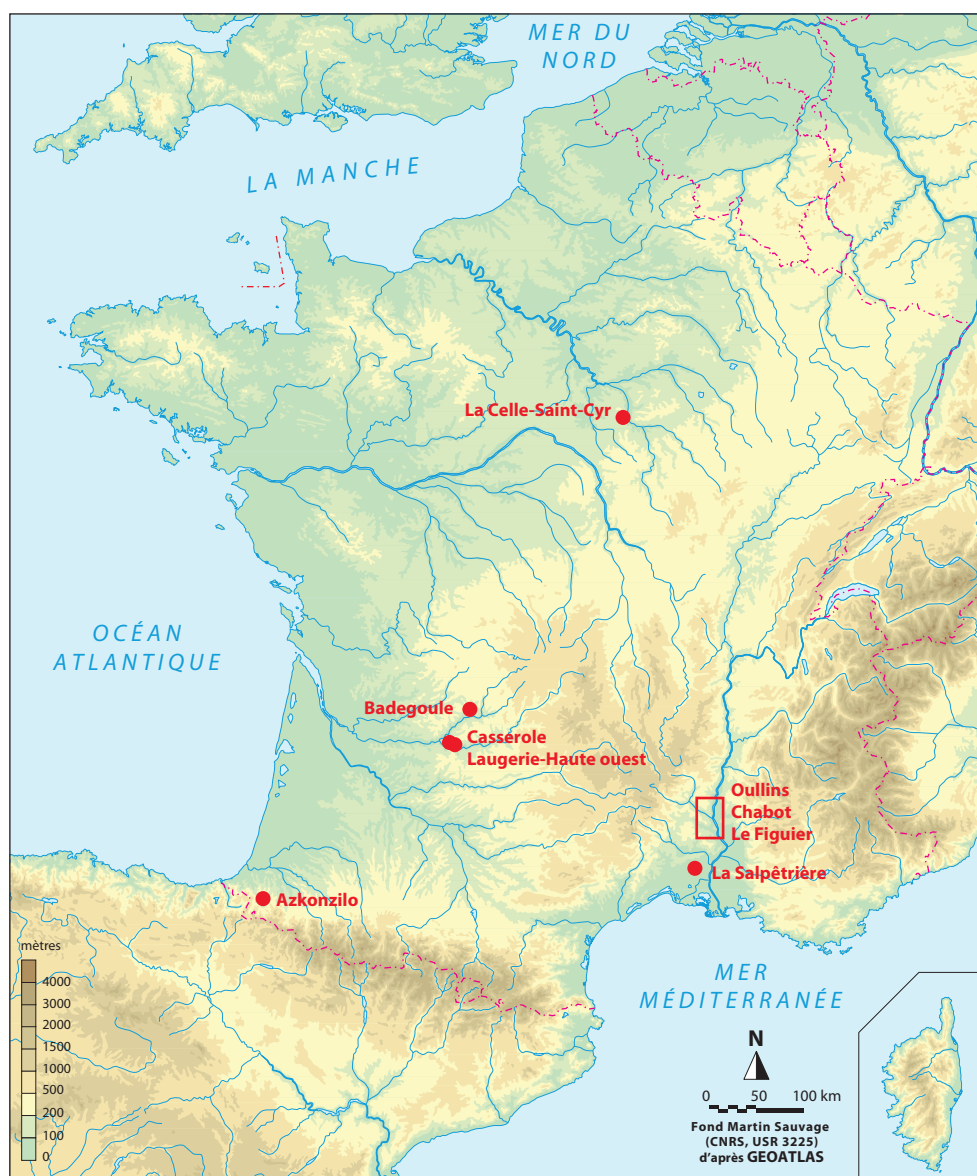 MER DU
NORD
LA MANCHE
La Celle-Saint-Cyr
OCÉAN
ATLANTIQUE
Badegoule
Casserole
Laugerie-Haute ouest
Oullins
Chabot
Le Figuier
La Salpêtrière
Azkonzilo
mètres
4000
3000
2000
1500
1000
500
200
100
0
MER
MÉDITERRANÉE
N
0 50 100 km
Fond Martin Sauvage
(CNRS, USR 3225)
d'après GEOATLAS